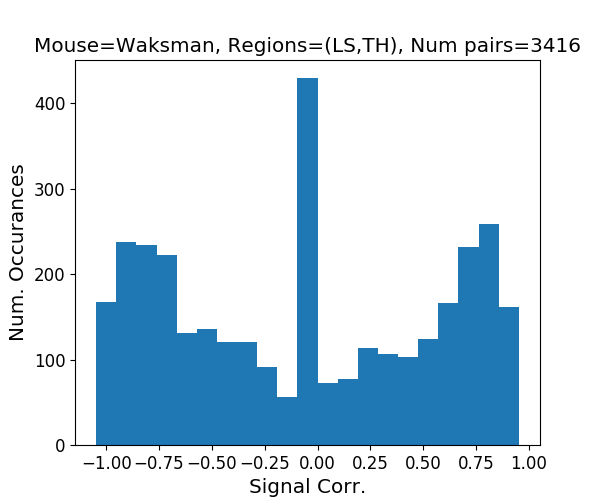 Mouse=Waksman, Regions=(LS,TH), Num pairs=3416
Num. Occurances
400
300
200
100
0
−1.00 −0.75 −0.50 −0.25 0.00 0.25 0.50 0.75 1.00
Signal Corr.